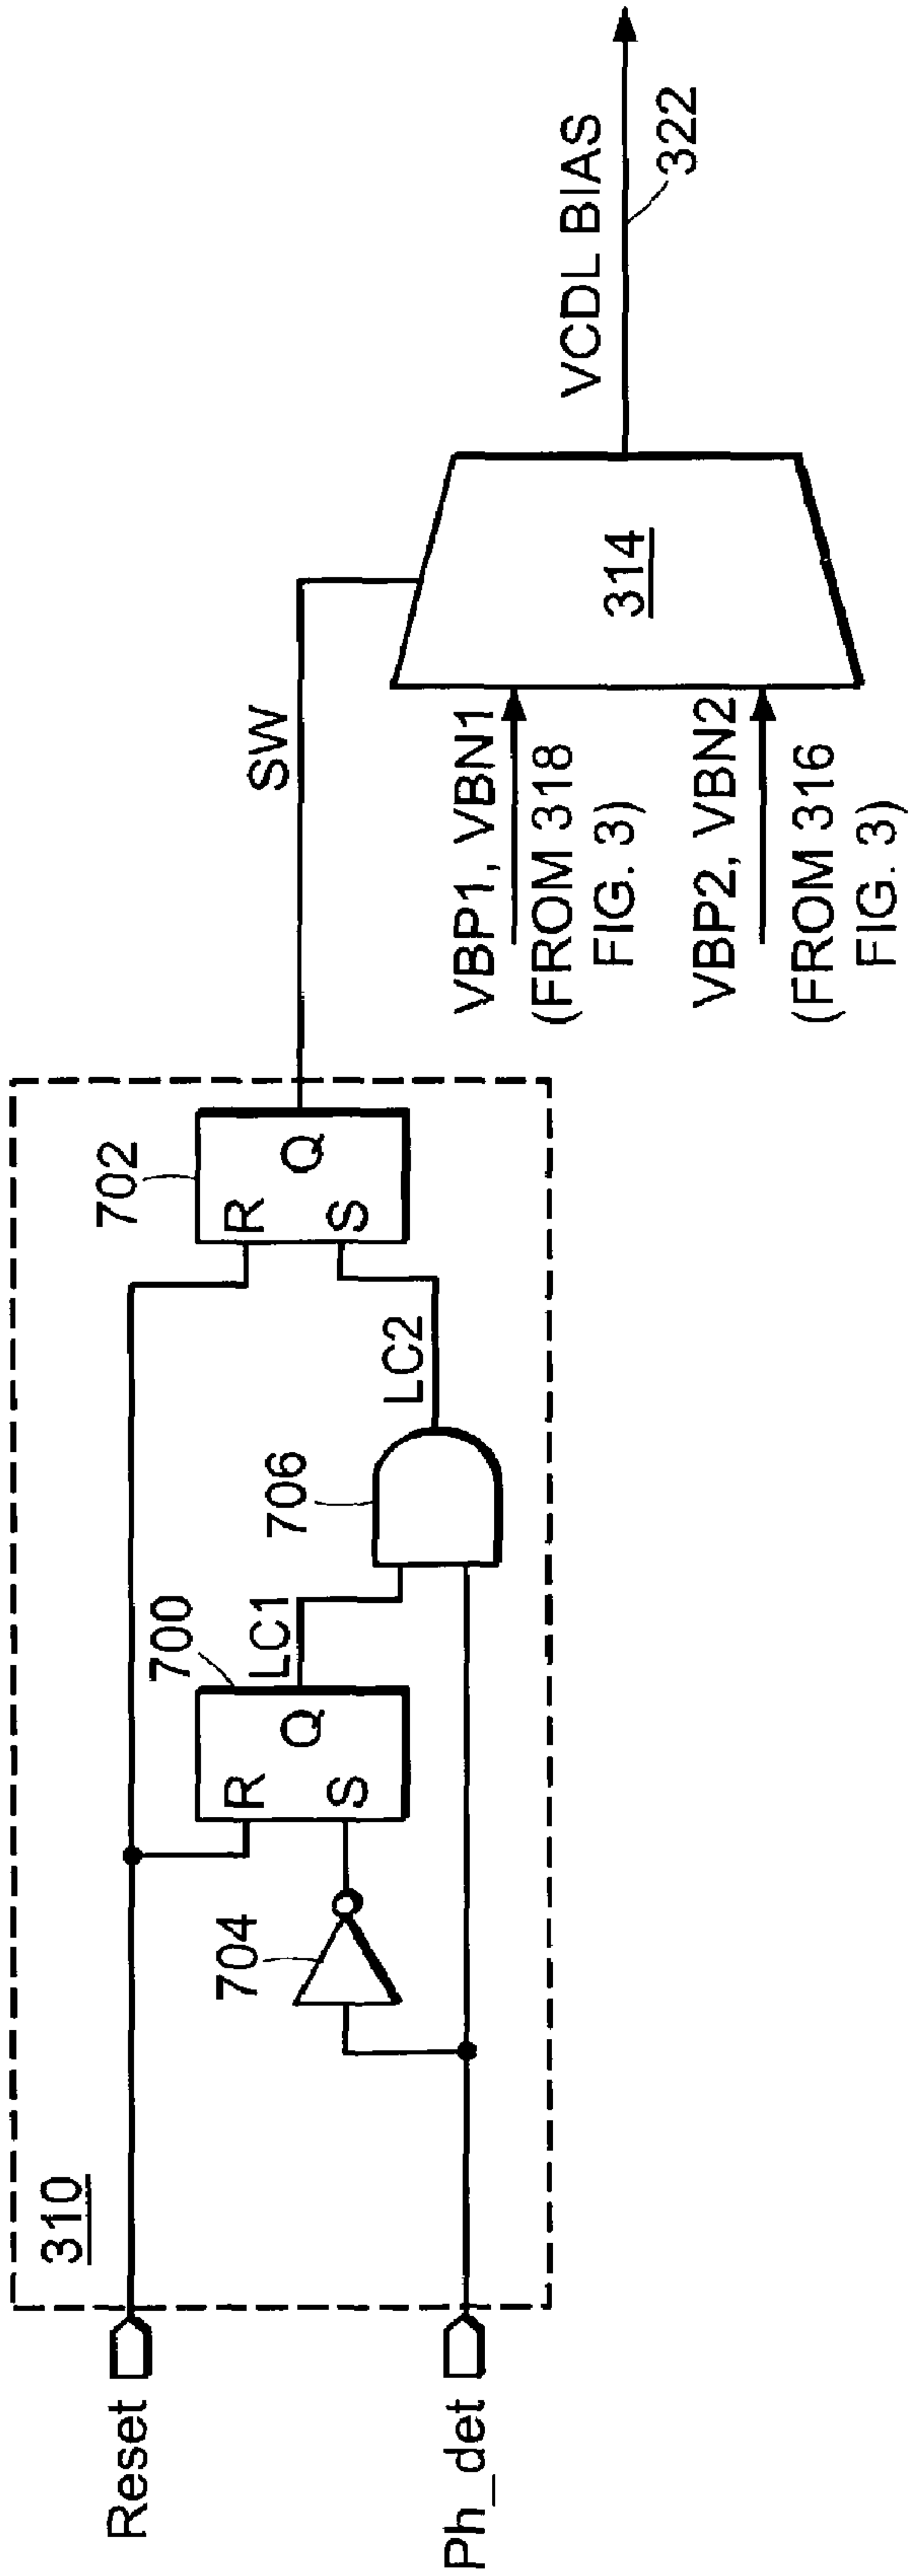 310
Reset
Ph_det
704
R
S
Q
700
LC1
706
LC2
702
R
S
Q
SW
VBP1, VBN1
(FROM 318
FIG. 3)
VBP2, VBN2
(FROM 316
FIG. 3)
314
VCDL BIAS
322